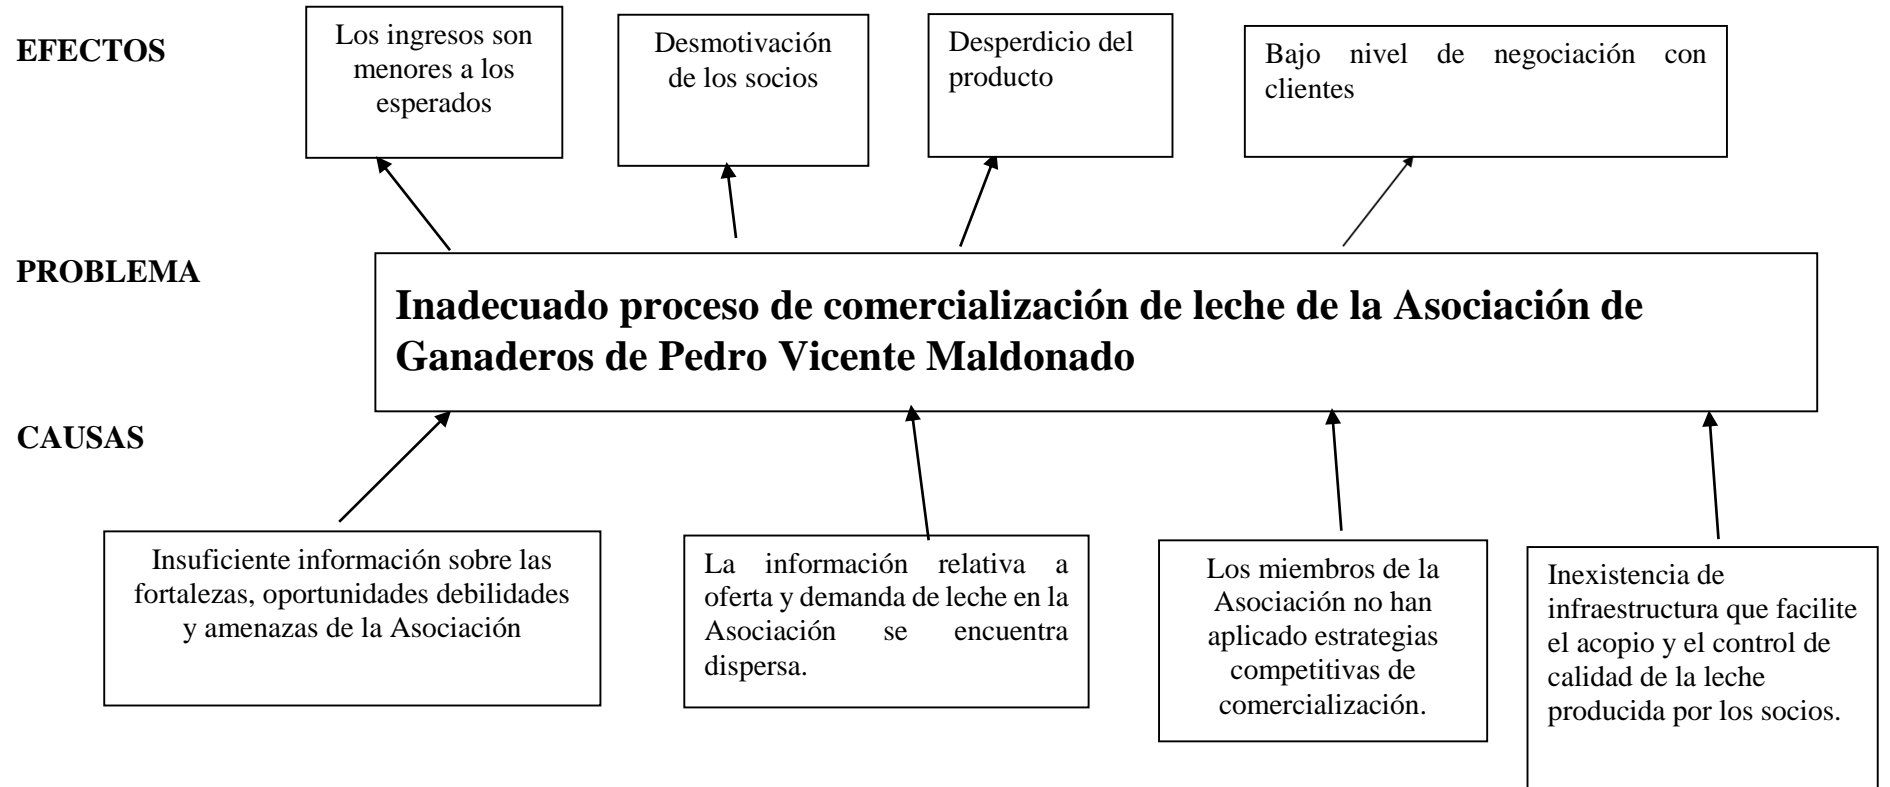 EFECTOS
Los ingresos son
menores a los
esperados
Desmotivación
de los socios
Desperdicio del
producto
Bajo nivel de negociación con
clientes
PROBLEMA
Inadecuado proceso de comercialización de leche de la Asociación de
Ganaderos de Pedro Vicente Maldonado
CAUSAS
Insuficiente información sobre las
fortalezas, oportunidades debilidades
y amenazas de la Asociación
La información relativa a
oferta y demanda de leche en la
Asociación se encuentra
dispersa.
Los miembros de la
Asociación no han
aplicado estrategias
competitivas de
comercialización.
Inexistencia de
infraestructura que facilite
el acopio y el control de
calidad de la leche
producida por los socios.